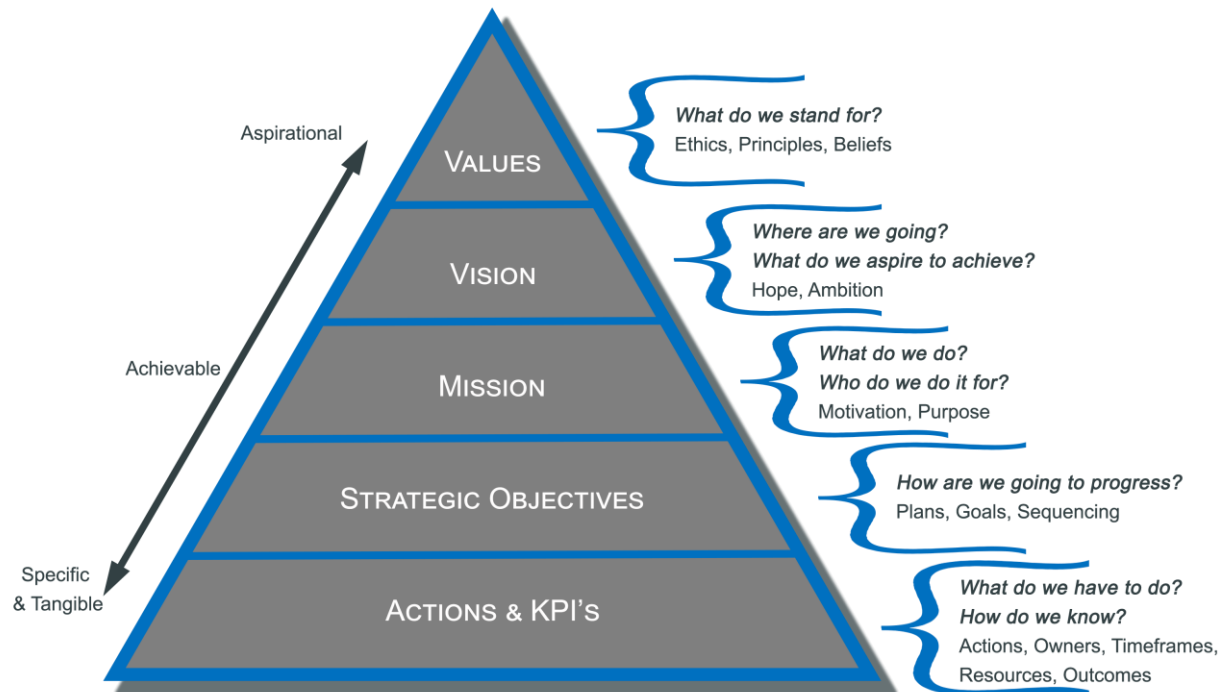 Aspirational
Achievable
Specific
& Tangible
VALUES
VISION
MISSION
STRATEGIC OBJECTIVES
ACTIONS & KPI'S
What do we stand for?
Ethics, Principles, Beliefs
Where are we going?
What do we aspire to achieve?
Hope, Ambition
What do we do?
Who do we do it for?
Motivation, Purpose
How are we going to progress?
Plans, Goals, Sequencing
What do we have to do?
How do we know?
Actions, Owners, Timeframes,
Resources, Outcomes